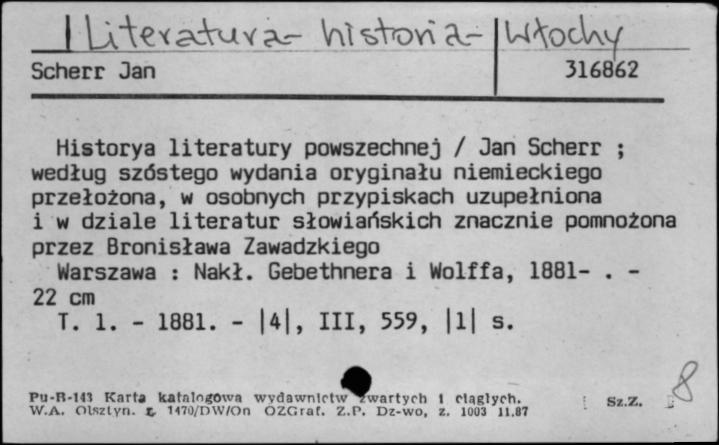 Literatura - historia - Włochy
Scherr Jan 316862
Historya literatury powszechnej / Jan Scherr ;
według szóstego wydania oryginału niemieckiego
przełożona, w osobnych przypiskach uzupełniona
i w dziale literatur słowiańskich znacznie pomnożona
przez Bronisława Zawadzkiego
Warszawa : Nakł. Gebethnera i Wolffa, 1881- . -
22 cm
T. 1. - 1881. - |4|, III, 559, |1| s.
Pu-B-143 Karta katalogowa wydawnictw zwartych i ciągłych. Sz.Z. 8
W.A. Olsztyn. z. 1470/DW/On OZGraf. Z.P. Dz-wo, z. 1003 11.87